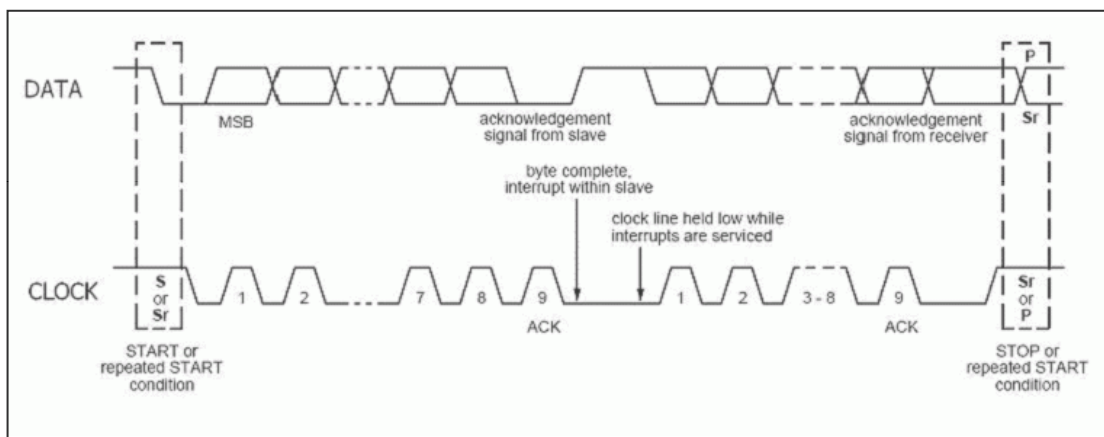 P
DATA
MSB
acknowledgement
signal from slave
acknowledgement
signal from receiver
Sr
byte complete,
interrupt within slave
clock line held low while
interrupts are serviced
CLOCK
S
or
Sr
1
2
7
8
9
1
2
3 - 8
9
Sr
or
P
ACK
ACK
START or
repeated START
condition
STOP or
repeated START
condition